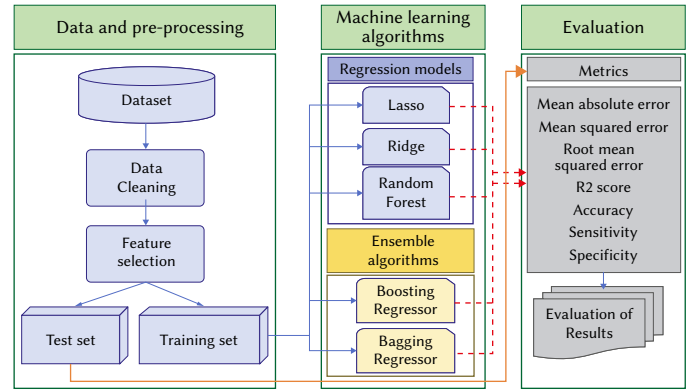 Data and pre-processing
Dataset
Data
Cleaning
Feature
selection
Test set
Training set
Machine learning
algorithms
Regression models
Lasso
Ridge
Random
Forest
Ensemble
algorithms
Boosting
Regressor
Bagging
Regressor
Evaluation
Metrics
Mean absolute error
Mean squared error
Root mean
squared error
R2 score
Accuracy
Sensitivity
Specificity
Evaluation of
Results